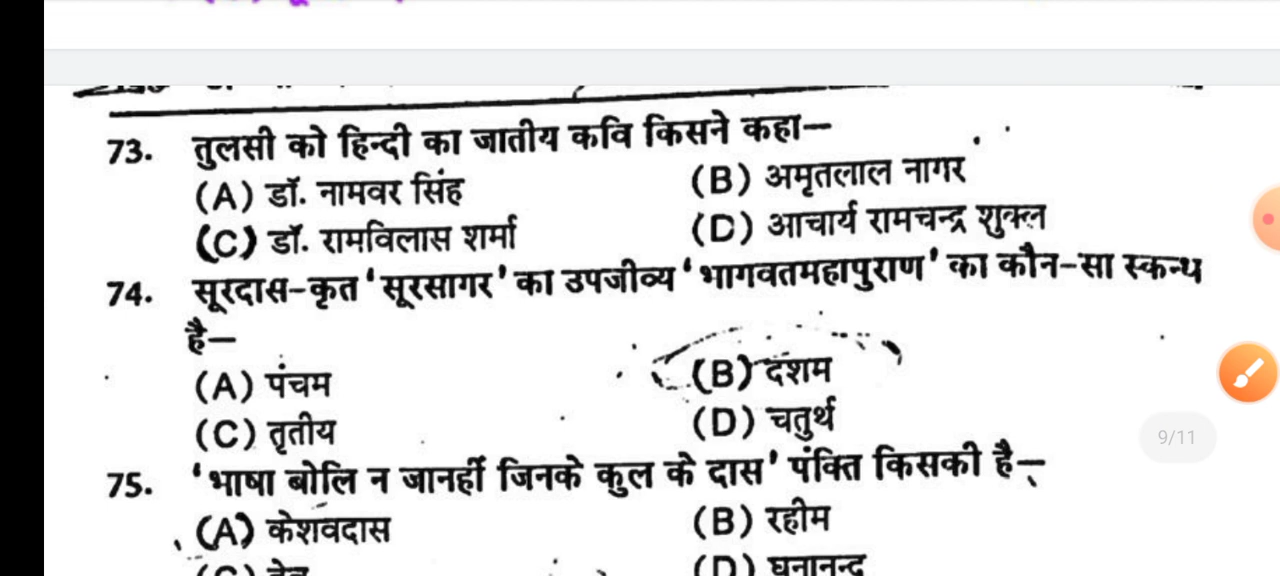 73. तुलसी को हिन्दी का जातीय कवि किसने कहा–
(A) डॉ. नामवर सिंह (B) अमृतलाल नागर
(C) डॉ. रामविलास शर्मा (D) आचार्य रामचन्द्र शुक्ल
74. सूरदास-कृत 'सूरसागर' का उपजीव्य 'भागवतमहापुराण' का कौन-सा स्कन्ध
है–
(A) पंचम (B) दशम
(C) तृतीय (D) चतुर्थ
9/11
75. 'भाषा बोलि न जानहीं जिनके कुल के दास' पंक्ति किसकी है–
(A) केशवदास (B) रहीम
(C) देव (D) घनानन्द